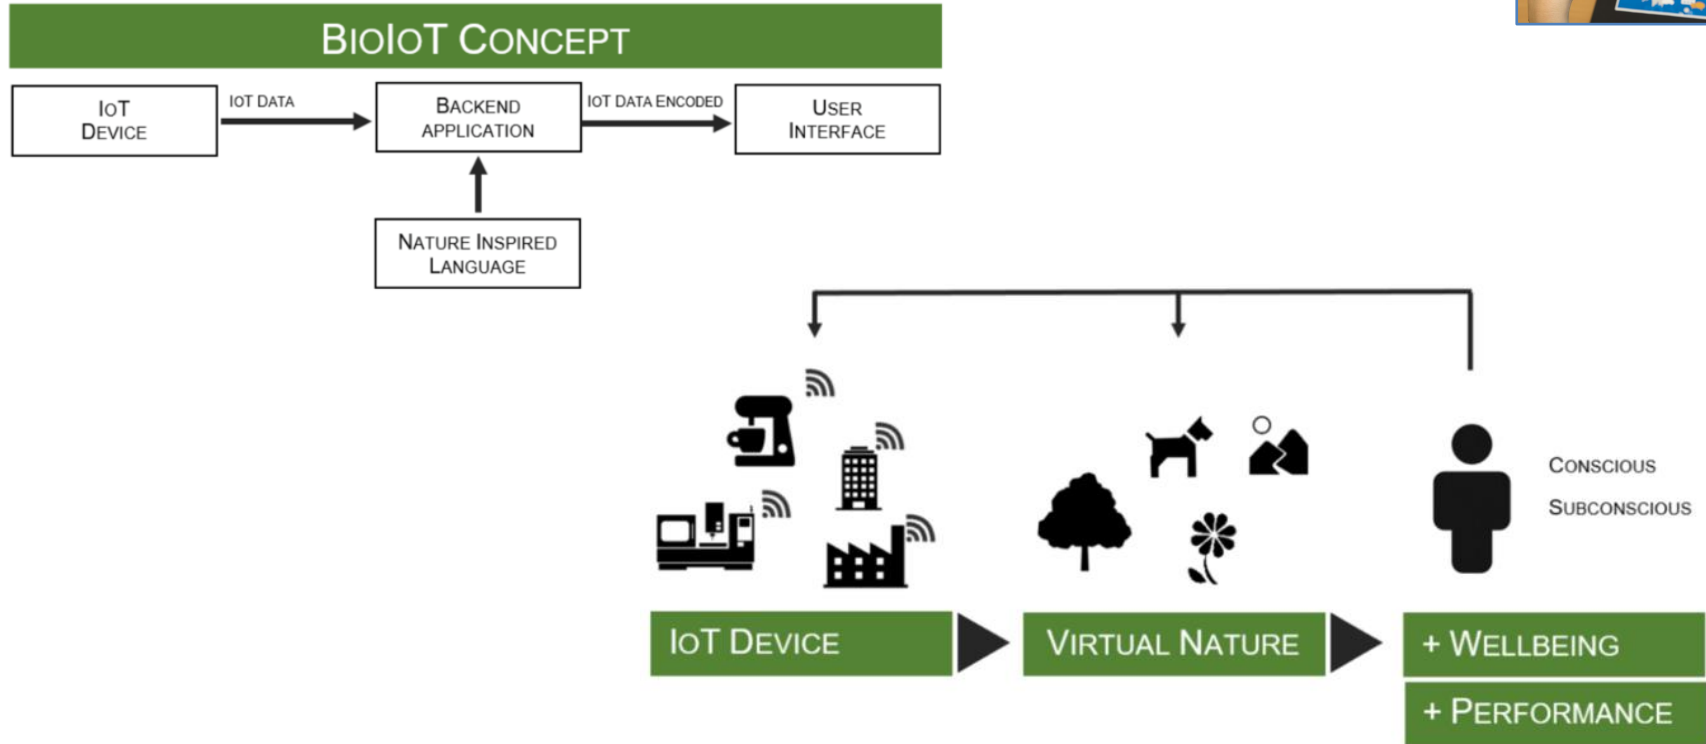 BIOIOT CONCEPT
IOT
DEVICE
IOT DATA
BACKEND
APPLICATION
IOT DATA ENCODED
USER
INTERFACE
NATURE INSPIRED
LANGUAGE
CONSCIOUS
SUBCONSCIOUS
IOT DEVICE
VIRTUAL NATURE
+ WELLBEING
+ PERFORMANCE